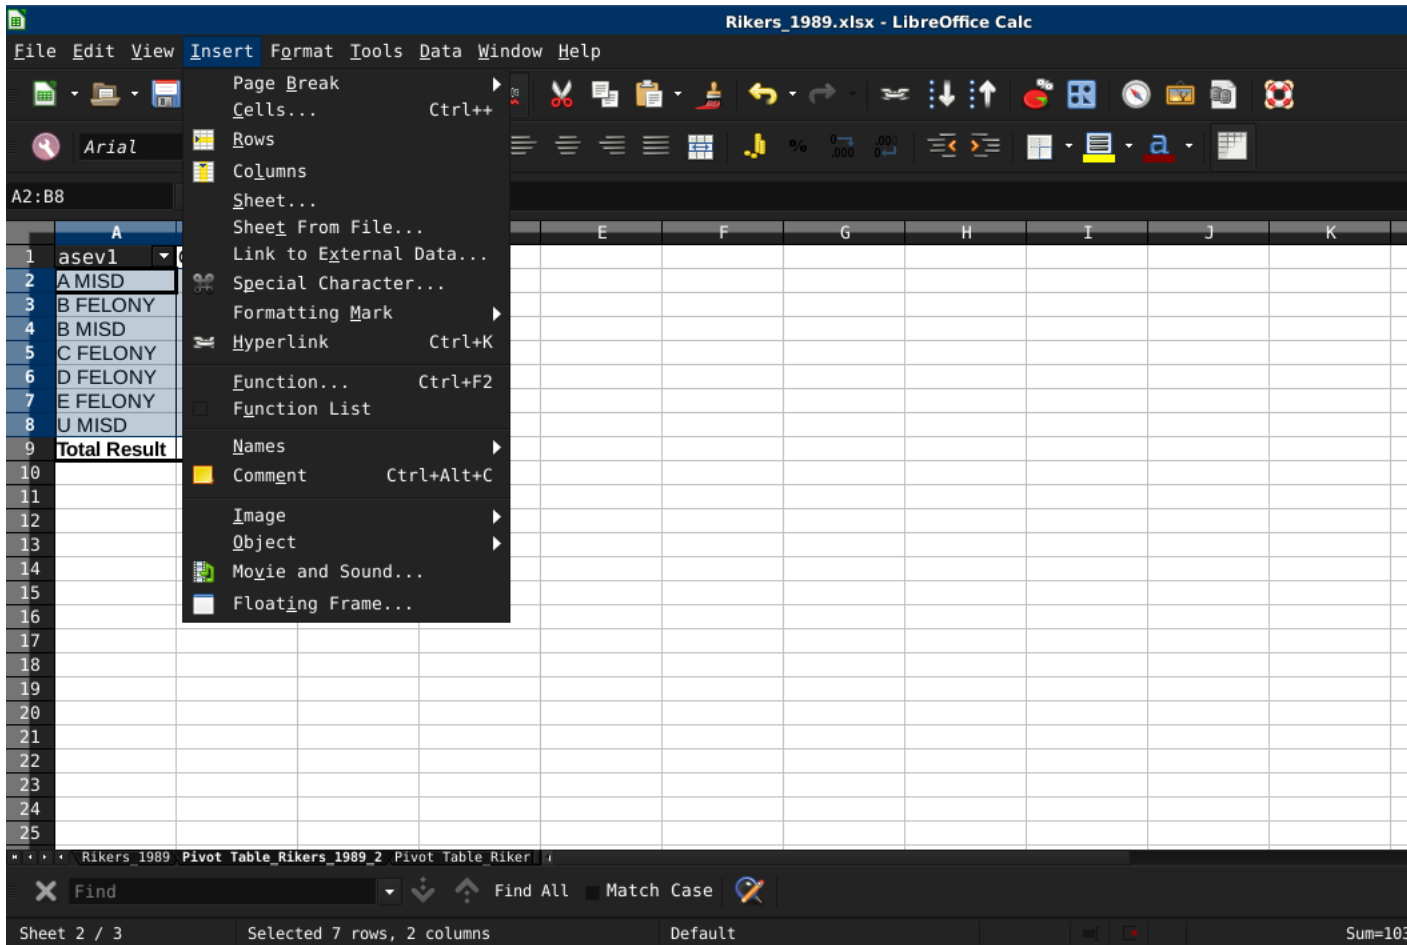 Rikers_1989.xlsx - LibreOffice Calc
File Edit View Insert Format Tools Data Window Help
Page Break
Cells... Ctrl++
Rows
Columns
Sheet...
Sheet From File...
Link to External Data...
Special Character...
Formatting Mark
Hyperlink Ctrl+K
Function... Ctrl+F2
Function List
Names
Comment Ctrl+Alt+C
Image
Object
Movie and Sound...
Floating Frame...
Arial
A2:B8
A E F G H I J K
1 asev1
2 A MISD
3 B FELONY
4 B MISD
5 C FELONY
6 D FELONY
7 E FELONY
8 U MISD
9 Total Result
10
11
12
13
14
15
16
17
18
19
20
21
22
23
24
25
Rikers_1989 Pivot Table_Rikers_1989_2 Pivot Table_Riker
Find Find All Match Case
Sheet 2 / 3 Selected 7 rows, 2 columns Default Sum=103